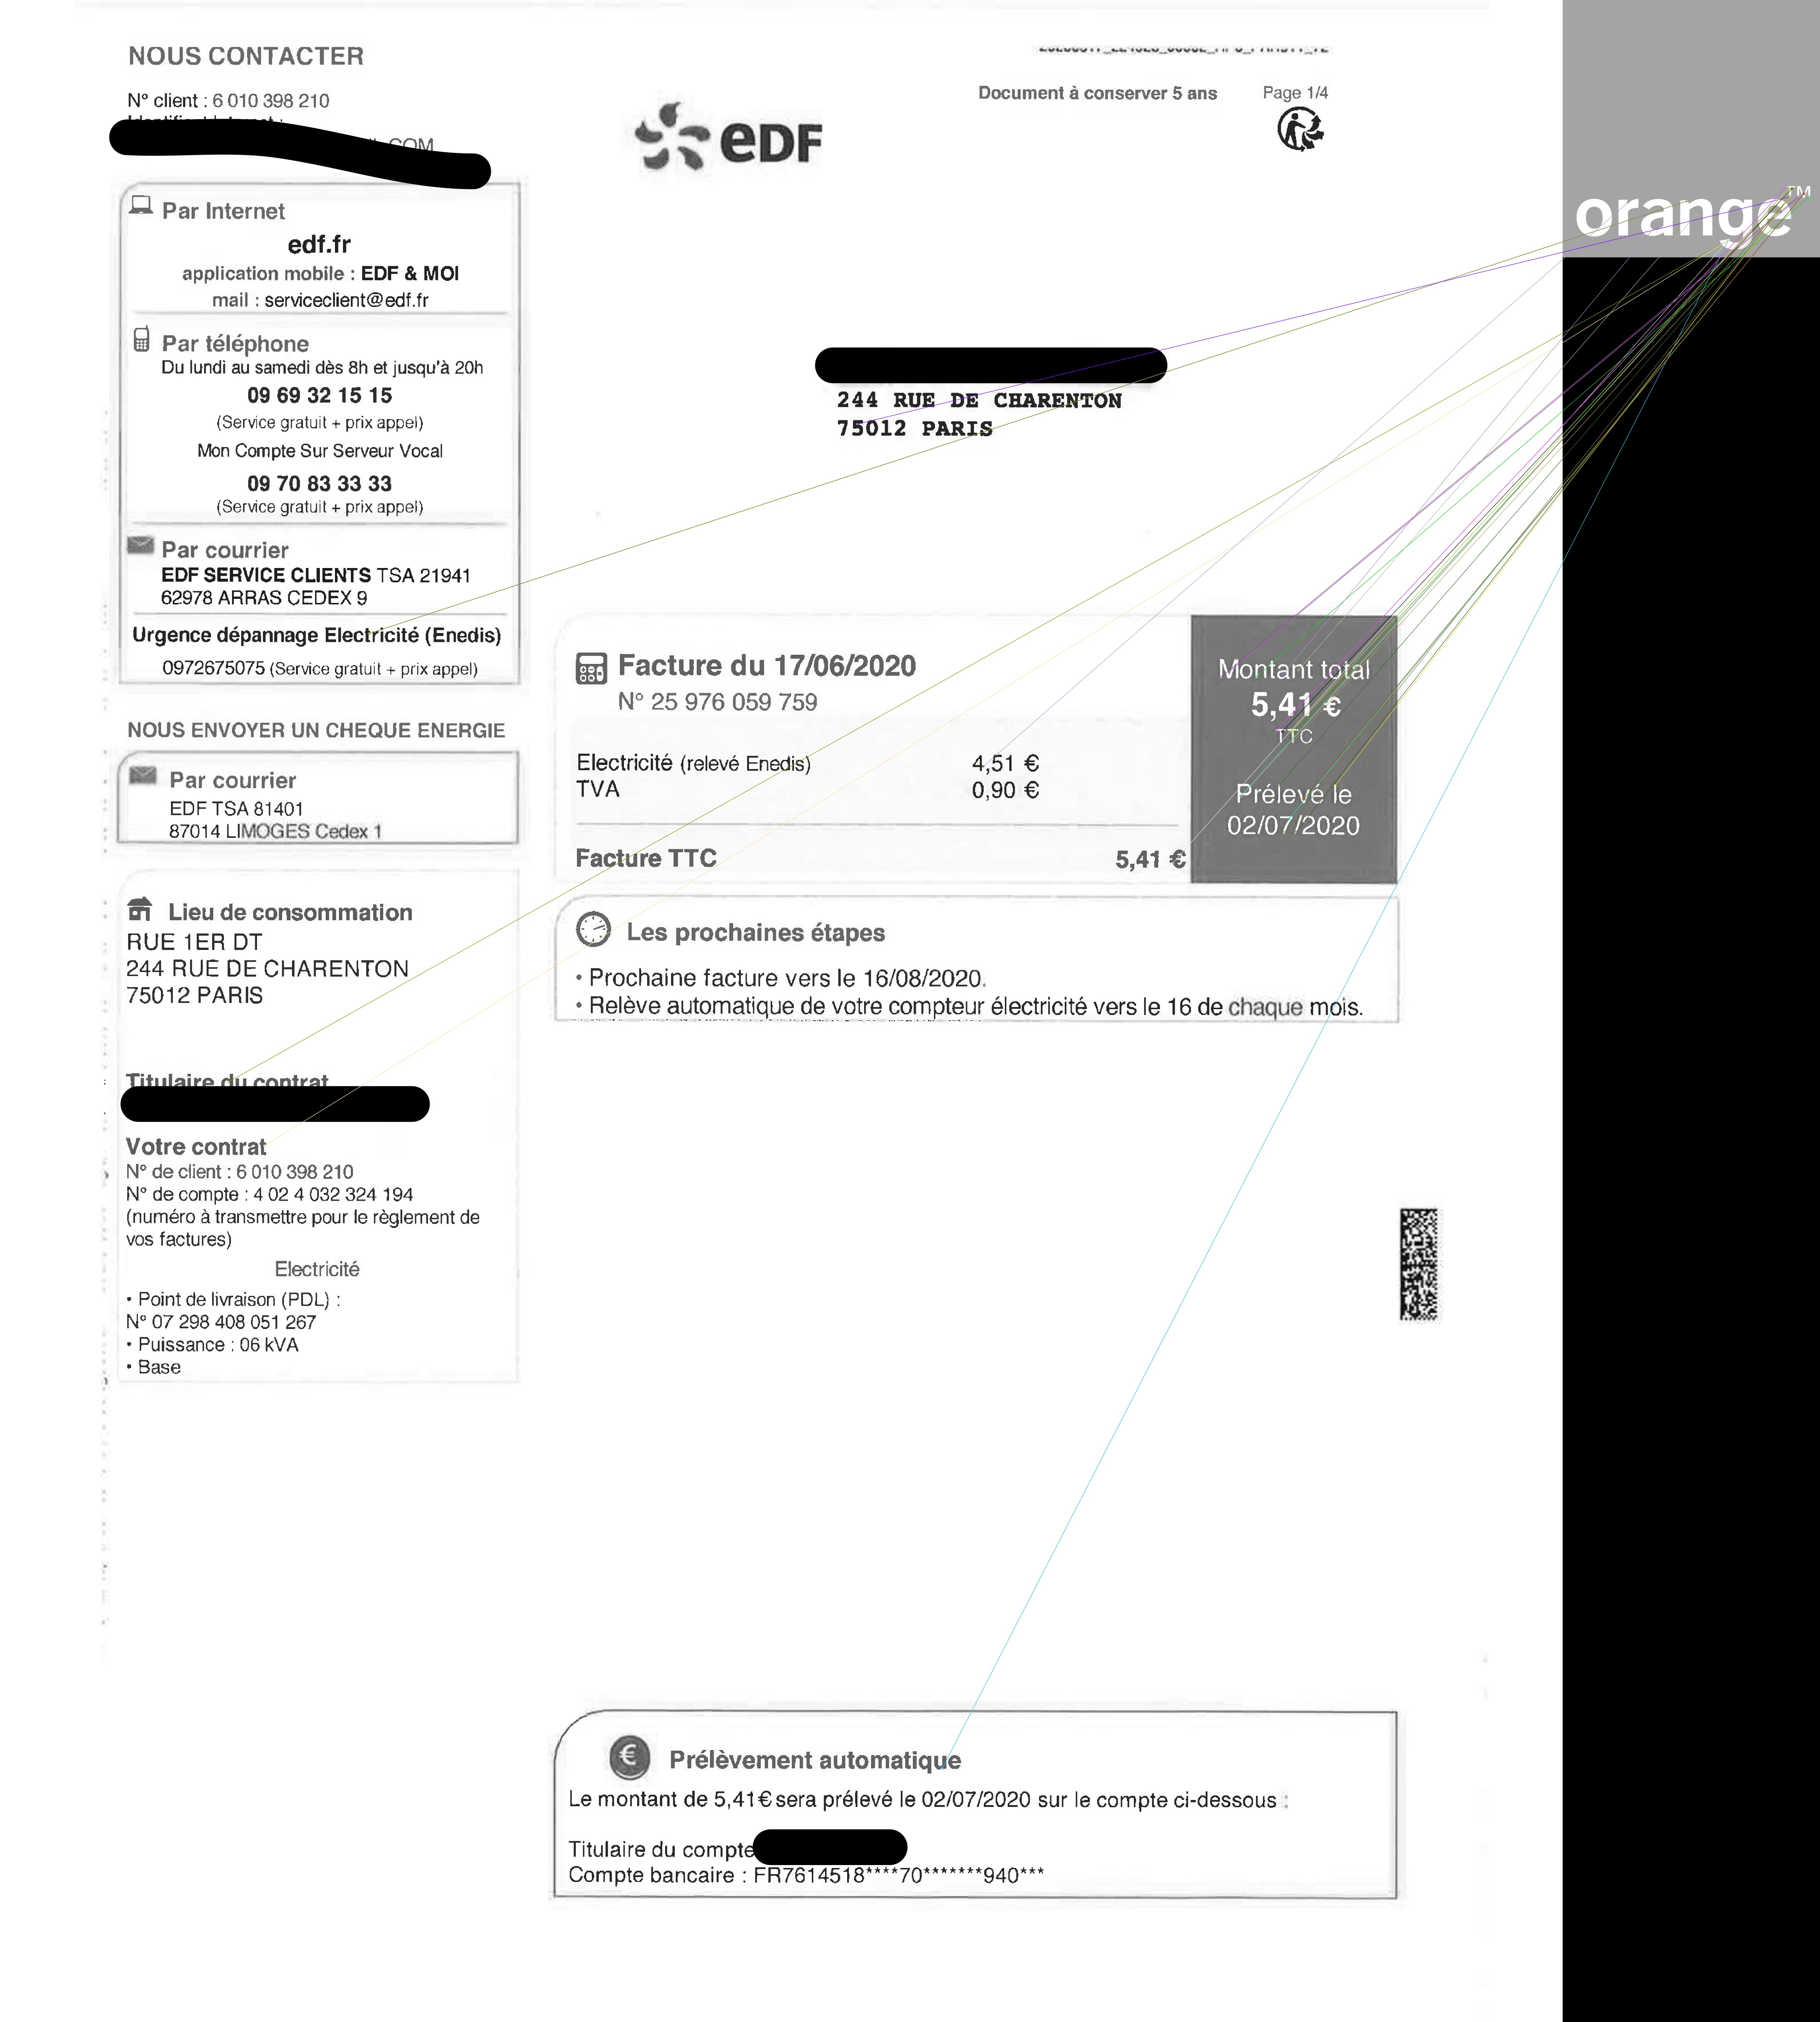 NOUS CONTACTER
N° client : 6 010 398 210
Document à conserver 5 ans
Page 1/4
eDF
orange™
Par Internet
edf.fr
application mobile : EDF & MOI
mail : serviceclient@edf.fr
Par téléphone
Du lundi au samedi dès 8h et jusqu'à 20h
09 69 32 15 15
(Service gratuit + prix appel)
Mon Compte Sur Serveur Vocal
09 70 83 33 33
(Service gratuit + prix appel)
Par courrier
EDF SERVICE CLIENTS TSA 21941
62978 ARRAS CEDEX 9
Urgence dépannage Electricité (Enedis)
0972675075 (Service gratuit + prix appel)
244 RUE DE CHARENTON
75012 PARIS
NOUS ENVOYER UN CHEQUE ENERGIE
Par courrier
EDF TSA 81401
87014 LIMOGES Cedex 1
Facture du 17/06/2020
N° 25 976 059 759
Electricité (relevé Enedis) 4,51 €
TVA 0,90 €
Facture TTC 5,41 €
Montant total
5,41 €
TTC
Prélevé le
02/07/2020
Les prochaines étapes
• Prochaine facture vers le 16/08/2020.
• Relève automatique de votre compteur électricité vers le 16 de chaque mois.
Lieu de consommation
RUE 1ER DT
244 RUE DE CHARENTON
75012 PARIS
Titulaire du contrat
Votre contrat
N° de client : 6 010 398 210
N° de compte : 4 02 4 032 324 194
(numéro à transmettre pour le règlement de
vos factures)
Electricité
• Point de livraison (PDL) :
N° 07 298 408 051 267
• Puissance : 06 kVA
• Base
Prélèvement automatique
Le montant de 5,41€ sera prélevé le 02/07/2020 sur le compte ci-dessous :
Titulaire du compte
Compte bancaire : FR7614518****70*******940***